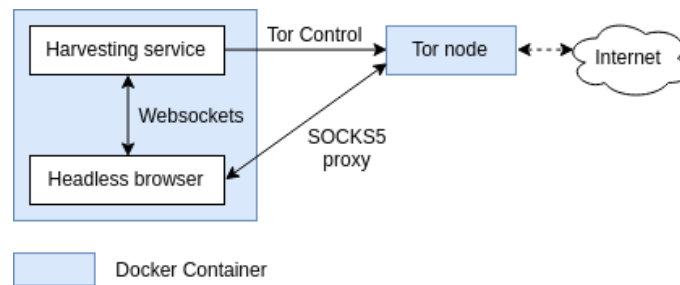 Harvesting service
Tor Control
Tor node
Internet
Websockets
SOCKS5
proxy
Headless browser
Docker Container